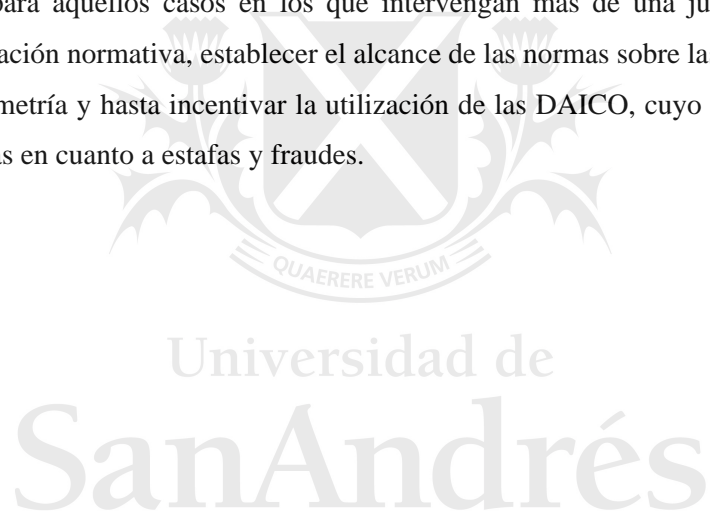 para aquellos casos en los que intervengan más de una ju
ación normativa, establecer el alcance de las normas sobre la
metría y hasta incentivar la utilización de las DAICO, cuyo
as en cuanto a estafas y fraudes.
QUAERERE VERUM
Universidad de
SanAndrés